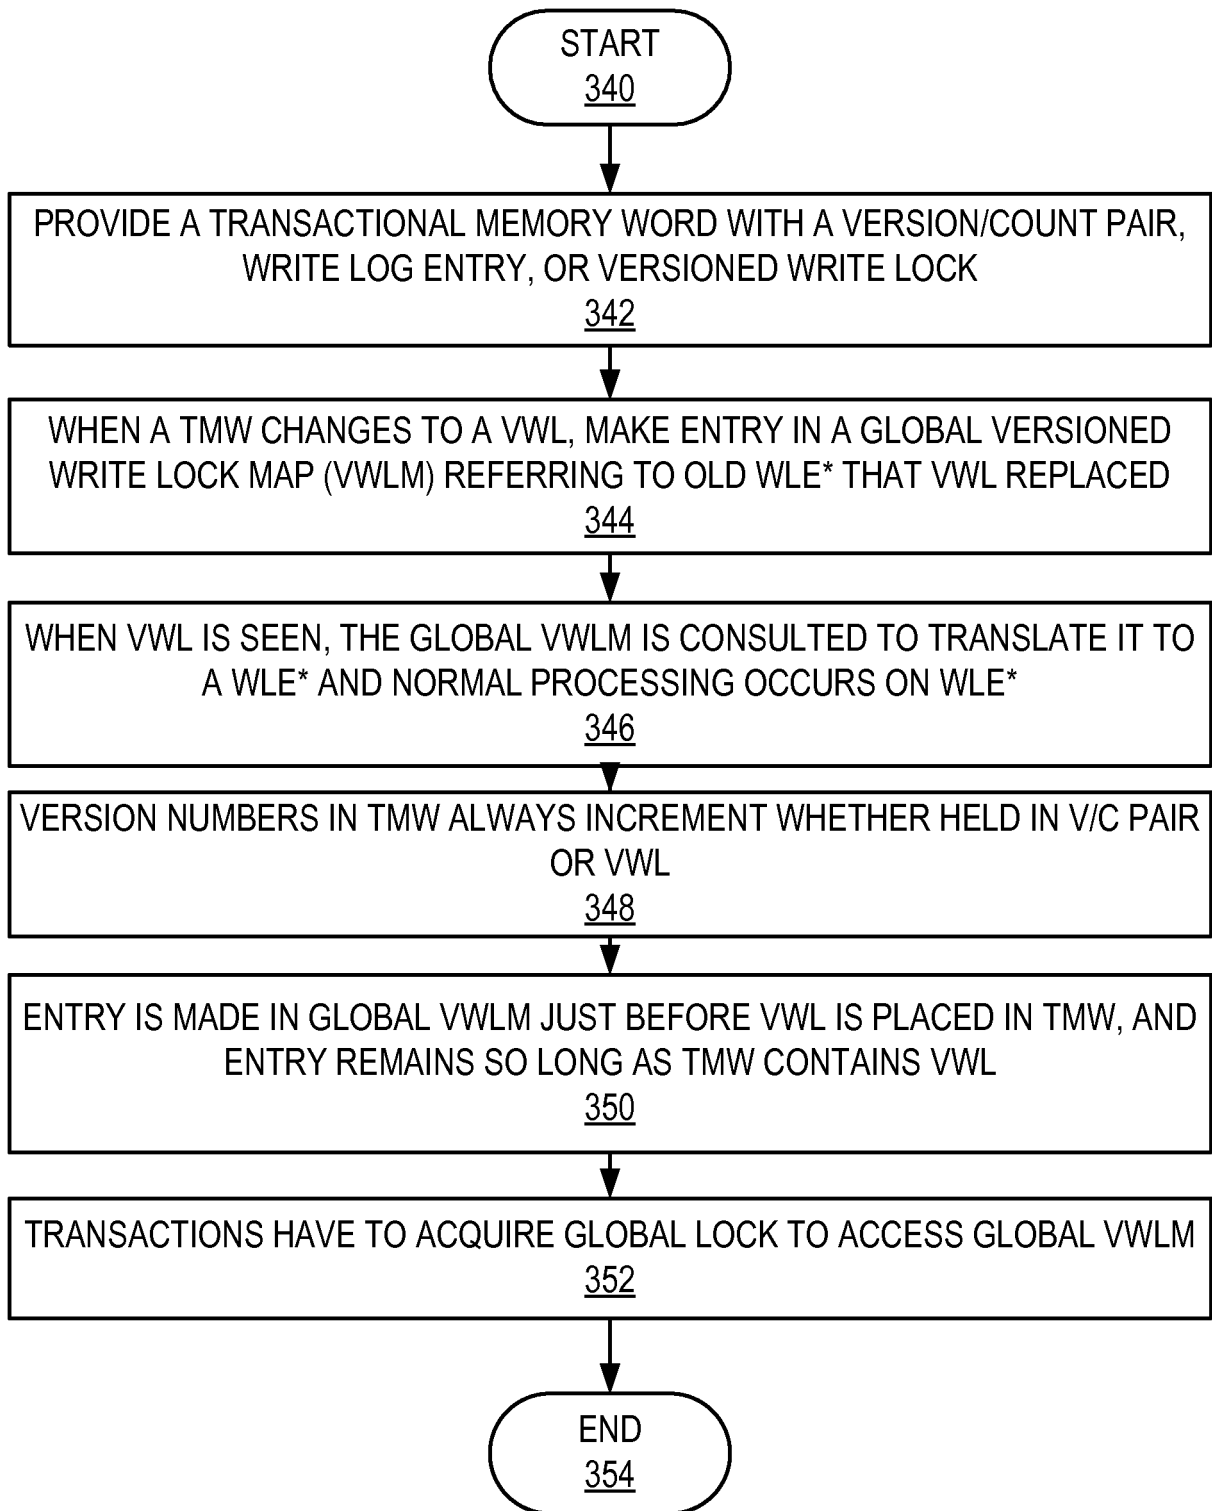 START
340
PROVIDE A TRANSACTIONAL MEMORY WORD WITH A VERSION/COUNT PAIR,
WRITE LOG ENTRY, OR VERSIONED WRITE LOCK
342
WHEN A TMW CHANGES TO A VWL, MAKE ENTRY IN A GLOBAL VERSIONED
WRITE LOCK MAP (VWLM) REFERRING TO OLD WLE* THAT VWL REPLACED
344
WHEN VWL IS SEEN, THE GLOBAL VWLM IS CONSULTED TO TRANSLATE IT TO
A WLE* AND NORMAL PROCESSING OCCURS ON WLE*
346
VERSION NUMBERS IN TMW ALWAYS INCREMENT WHETHER HELD IN V/C PAIR
OR VWL
348
ENTRY IS MADE IN GLOBAL VWLM JUST BEFORE VWL IS PLACED IN TMW, AND
ENTRY REMAINS SO LONG AS TMW CONTAINS VWL
350
TRANSACTIONS HAVE TO ACQUIRE GLOBAL LOCK TO ACCESS GLOBAL VWLM
352
END
354